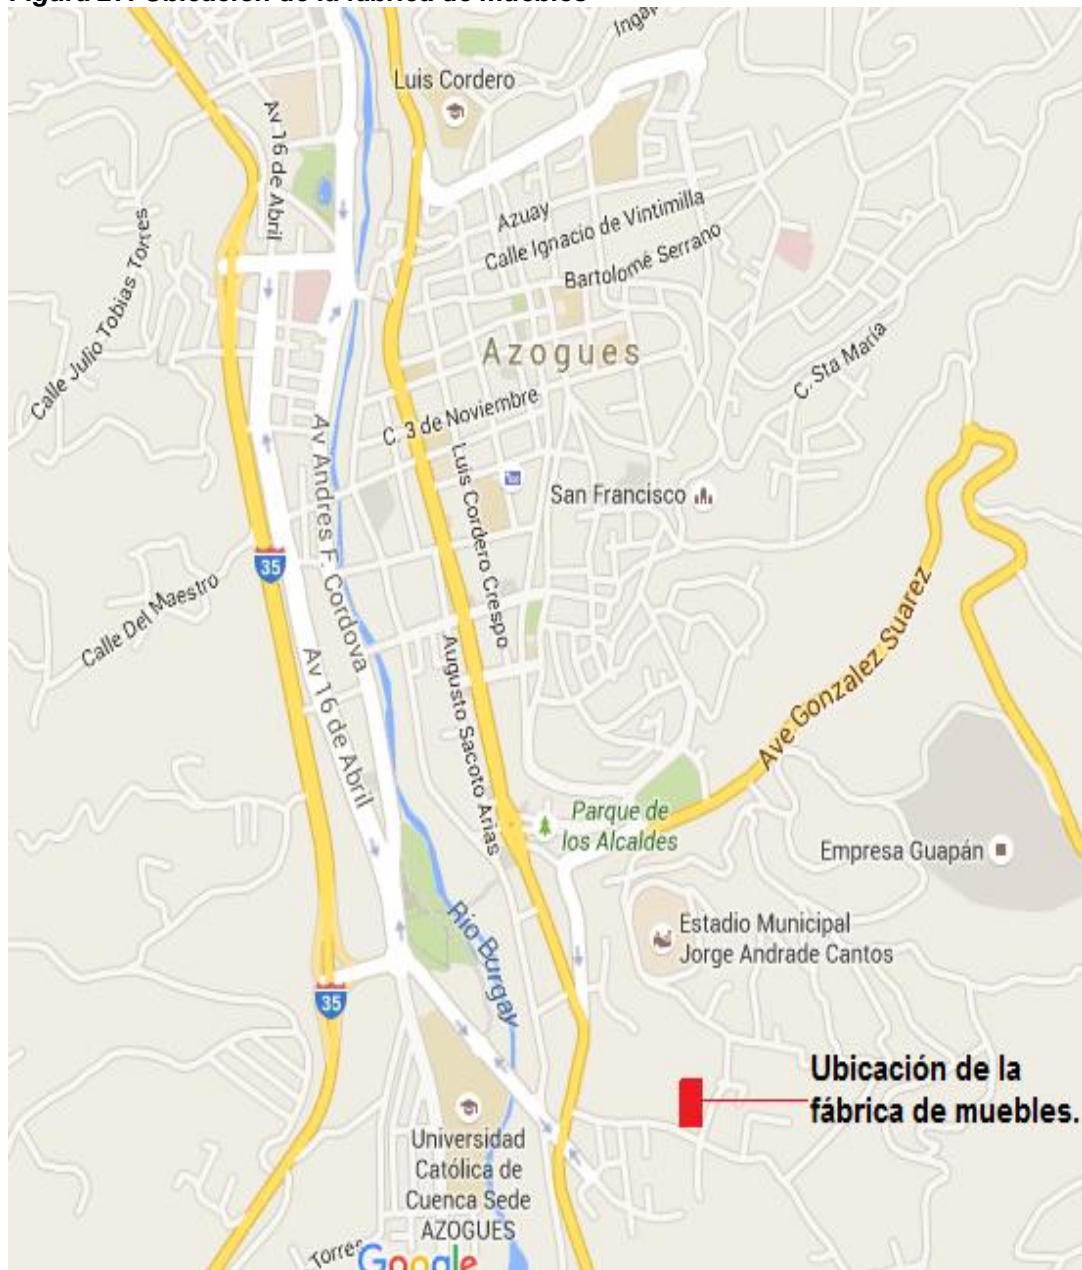 Luis Cordero
Av 16 de Abril
Azuay
Calle Ignacio de Vintimilla
Bartolomé Serrano
Calle Julio Tobias Torres
Azogues
C. Sta María
C. 3 de Noviembre
Av Andres F. Cordova
Luis Cordero Crespo
San Francisco
35
Calle Del Maestro
Ave Gonzalez Suarez
Augusto Sacoto Arias
Av 16 de Abril
Parque de
los Alcaldes
Empresa Guapán
Estadio Municipal
Jorge Andrade Cantos
Río Burgay
35
Ubicación de la
fábrica de muebles.
Universidad
Católica de
Cuenca Sede
AZOGUES
Torres
Google